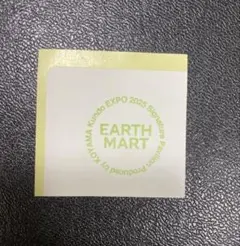 KOYAMA Kundo EXPO 2025 Signature Pavilion Produced by
EARTH
MART